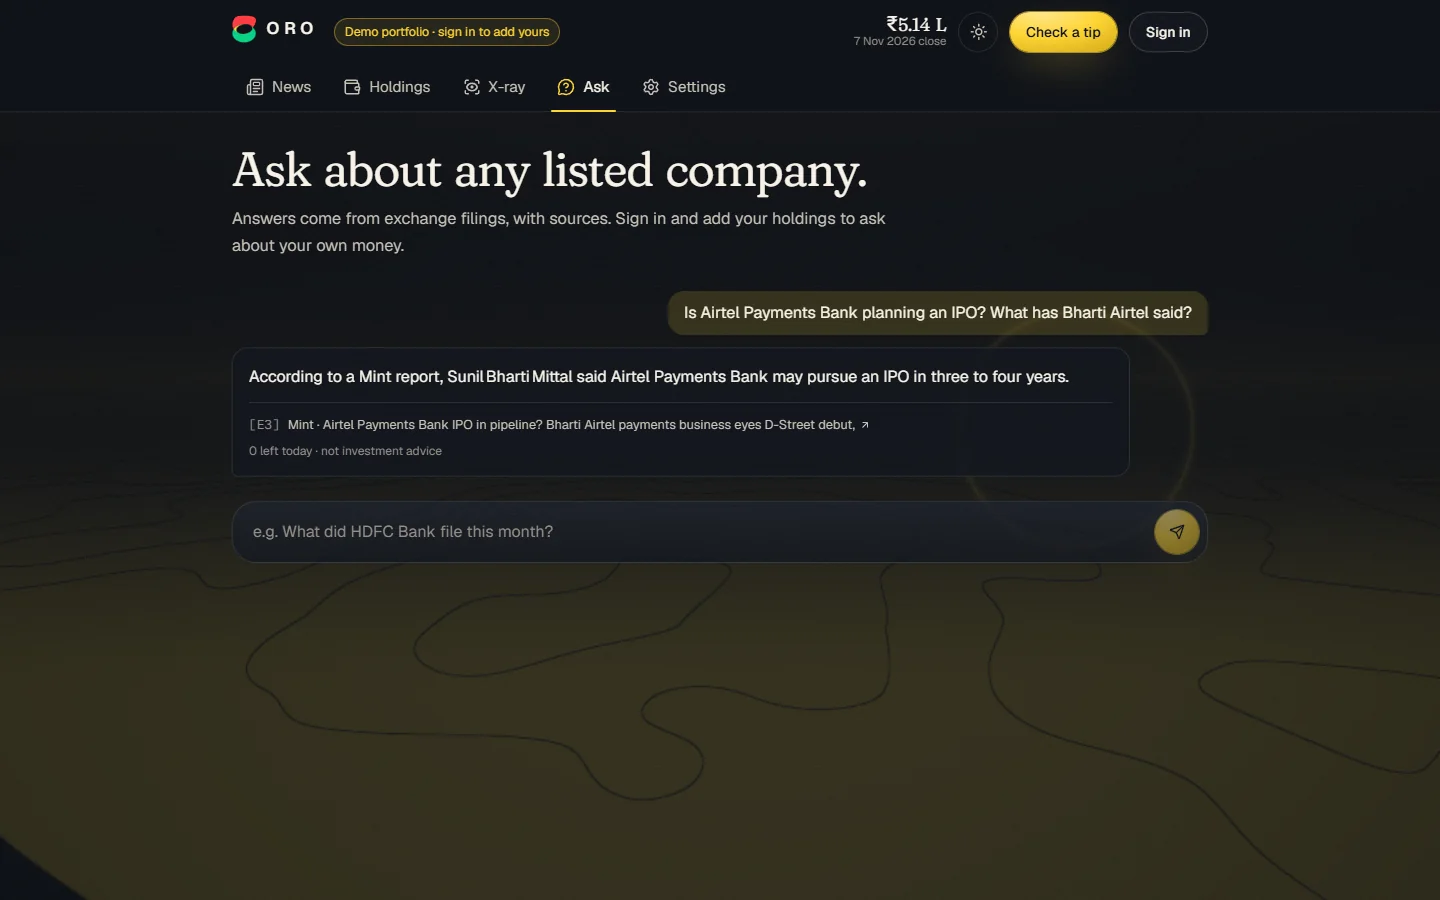 ORO
Demo portfolio · sign in to add yours
₹5.14 L
7 Nov 2026 close
Check a tip
Sign in
News
Holdings
X-ray
Ask
Settings
Ask about any listed company.
Answers come from exchange filings, with sources. Sign in and add your holdings to ask
about your own money.
Is Airtel Payments Bank planning an IPO? What has Bharti Airtel said?
According to a Mint report, Sunil Bharti Mittal said Airtel Payments Bank may pursue an IPO in three to four years.
[E3] Mint · Airtel Payments Bank IPO in pipeline? Bharti Airtel payments business eyes D-Street debut, ↗
0 left today · not investment advice
e.g. What did HDFC Bank file this month?